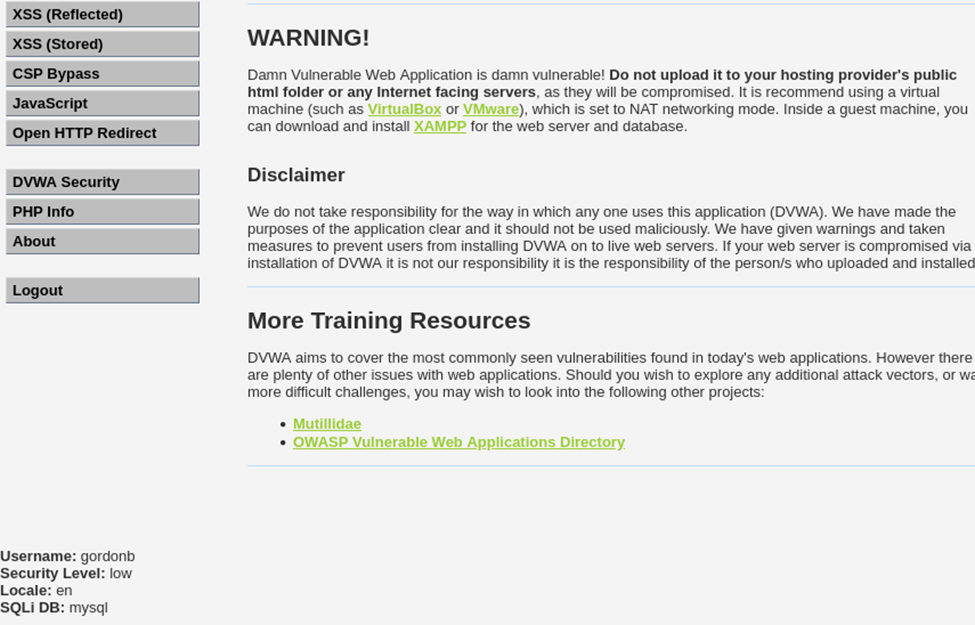 XSS (Reflected)
XSS (Stored)
CSP Bypass
JavaScript
Open HTTP Redirect
DVWA Security
PHP Info
About
Logout
WARNING!
Damn Vulnerable Web Application is damn vulnerable! Do not upload it to your hosting provider's public
html folder or any Internet facing servers, as they will be compromised. It is recommend using a virtual
machine (such as VirtualBox or VMware), which is set to NAT networking mode. Inside a guest machine, you
can download and install XAMPP for the web server and database.
Disclaimer
We do not take responsibility for the way in which any one uses this application (DVWA). We have made the
purposes of the application clear and it should not be used maliciously. We have given warnings and taken
measures to prevent users from installing DVWA on to live web servers. If your web server is compromised via
installation of DVWA it is not our responsibility it is the responsibility of the person/s who uploaded and installed
More Training Resources
DVWA aims to cover the most commonly seen vulnerabilities found in today's web applications. However there
are plenty of other issues with web applications. Should you wish to explore any additional attack vectors, or
more difficult challenges, you may wish to look into the following other projects:
• Mutillidae
• OWASP Vulnerable Web Applications Directory
Username: gordonb
Security Level: low
Locale: en
SQLi DB: mysql